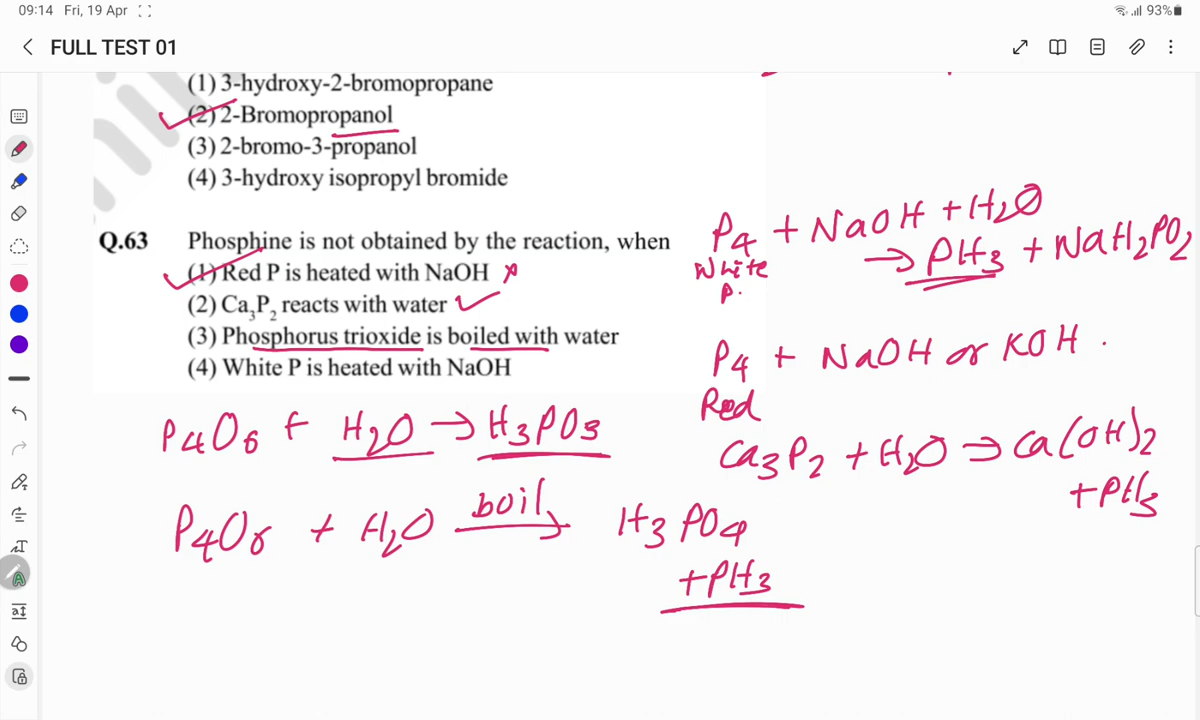 09:14 Fri, 19 Apr
93%
FULL TEST 01
(1) 3-hydroxy-2-bromopropane
(2) 2-Bromopropanol
(3) 2-bromo-3-propanol
(4) 3-hydroxy isopropyl bromide
Q.63 Phosphine is not obtained by the reaction, when
(1) Red P is heated with NaOH
(2) Ca₃P₂ reacts with water
(3) Phosphorus trioxide is boiled with water
(4) White P is heated with NaOH
P₄ + NaOH + H₂O
White
P.
→ PH₃ + NaH₂PO₂
P₄ + NaOH or KOH .
Red
Ca₃P₂ + H₂O → Ca(OH)₂
+ PH₃
P₄O₆ + H₂O → H₃PO₃
P₄O₆ + H₂O boil → H₃PO₄
+ PH₃